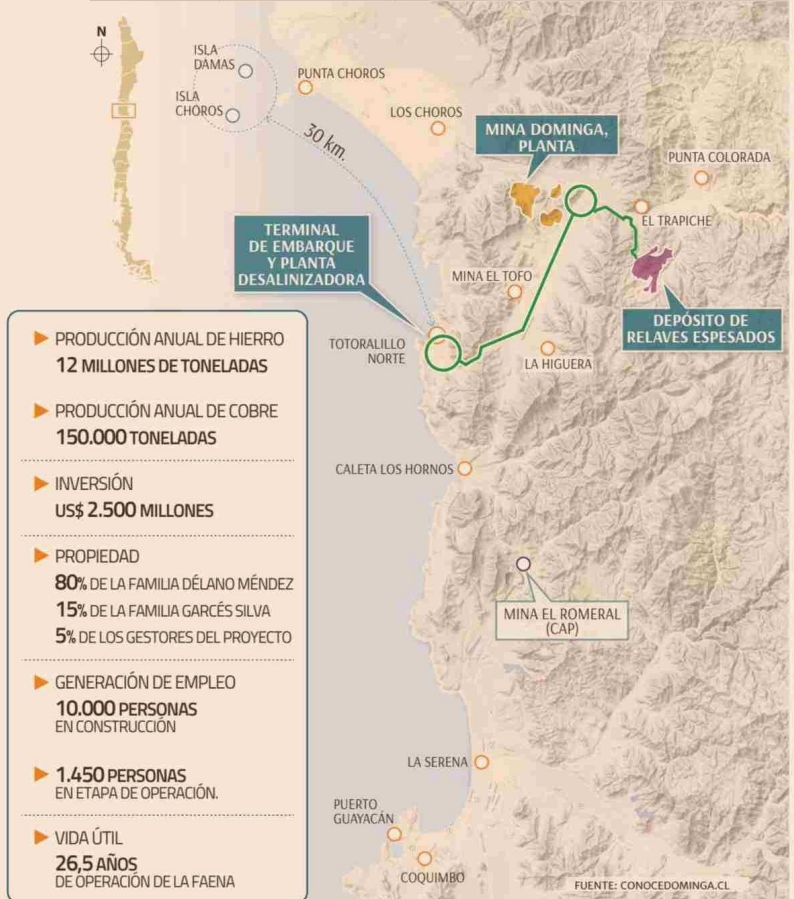 N
ISLA
DAMAS
ISLA
CHOROS
PUNTA CHOROS
LOS CHOROS
30 km.
MINA DOMINGA,
PLANTA
PUNTA COLORADA
EL TRAPICHE
TERMINAL
DE EMBARQUE
Y PLANTA
DESALINIZADORA
MINA EL TOFO
DEPÓSITO DE
RELAVES ESPESADOS
TOTORALILLO
NORTE
LA HIGUERA
CALETA LOS HORNOS
MINA EL ROMERAL
(CAP)
LA SERENA
PUERTO
GUAYACÁN
COQUIMBO
PRODUCCIÓN ANUAL DE HIERRO
12 MILLONES DE TONELADAS
PRODUCCIÓN ANUAL DE COBRE
150.000 TONELADAS
INVERSIÓN
US$ 2.500 MILLONES
PROPIEDAD
80% DE LA FAMILIA DÉLANO MÉNDEZ
15% DE LA FAMILIA GARCÉS SILVA
5% DE LOS GESTORES DEL PROYECTO
GENERACIÓN DE EMPLEO
10.000 PERSONAS
EN CONSTRUCCIÓN
1.450 PERSONAS
EN ETAPA DE OPERACIÓN.
VIDA ÚTIL
26,5 AÑOS
DE OPERACIÓN DE LA FAENA
FUENTE: CONOCEDOMINGA.CL